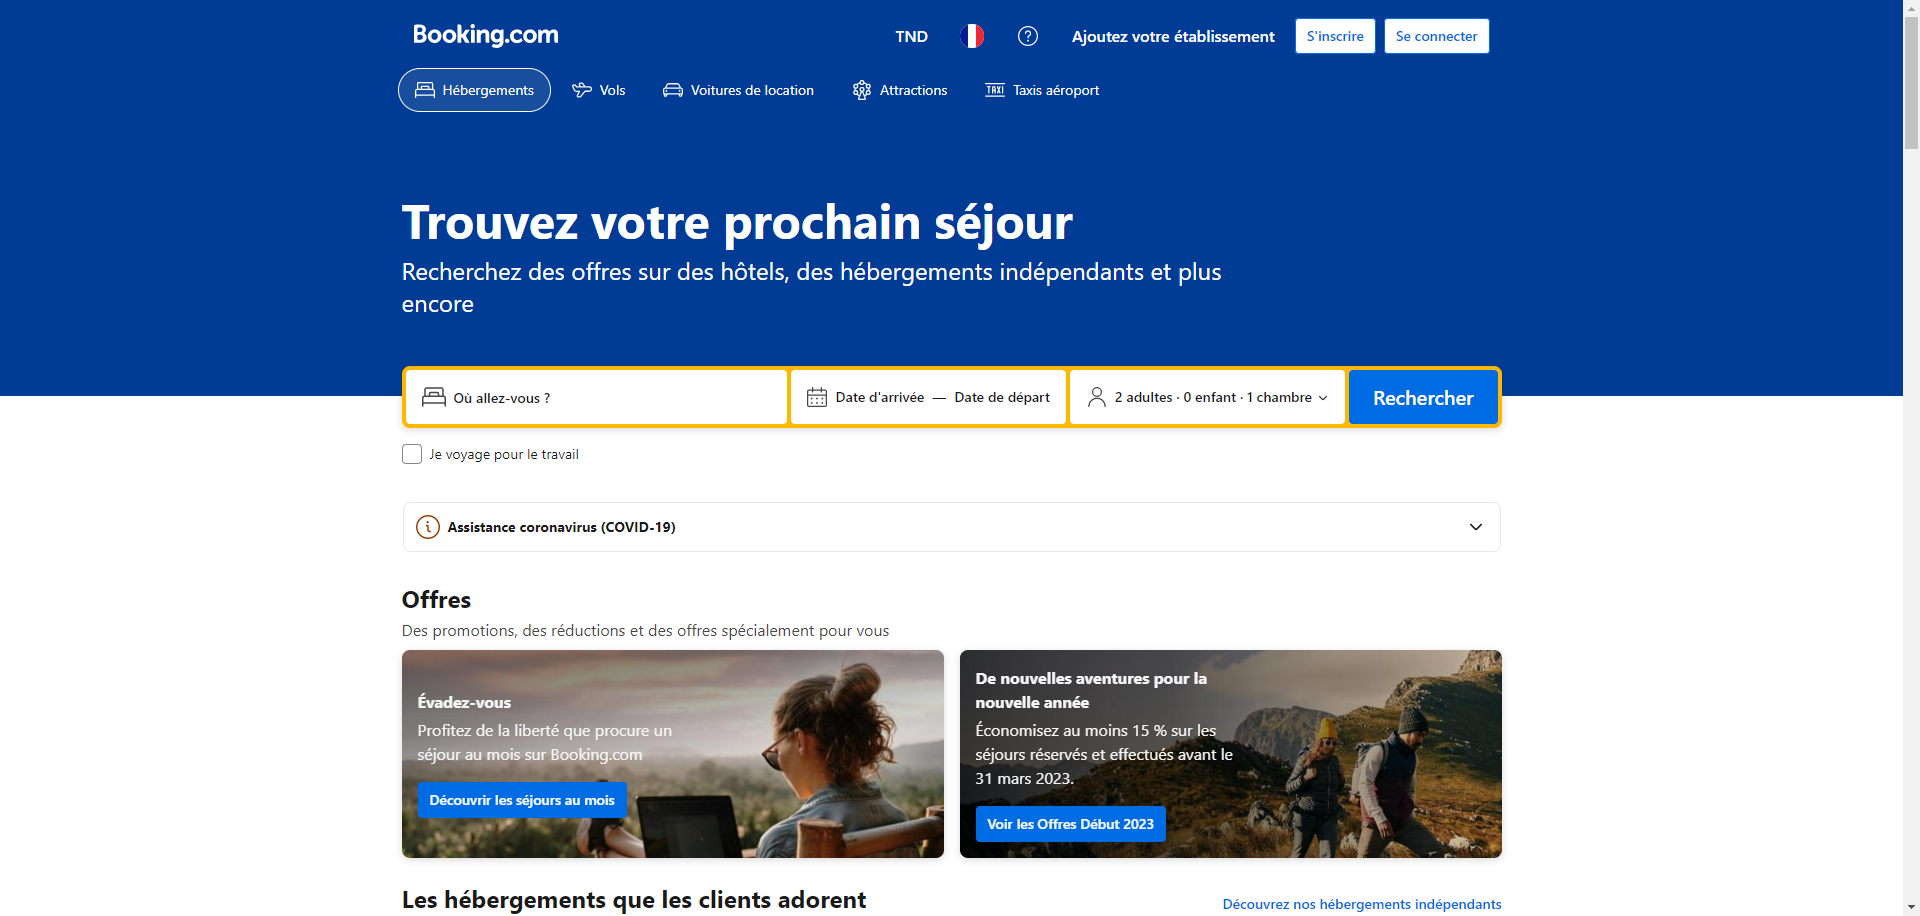 Booking.com
TND
Ajoutez votre établissement
S'inscrire
Se connecter
Hébergements
Vols
Voitures de location
Attractions
TAXI
Taxis aéroport
Trouvez votre prochain séjour
Recherchez des offres sur des hôtels, des hébergements indépendants et plus
encore
Où allez-vous ?
Date d'arrivée — Date de départ
2 adultes · 0 enfant · 1 chambre
Rechercher
Je voyage pour le travail
Assistance coronavirus (COVID-19)
Offres
Des promotions, des réductions et des offres spécialement pour vous
Évadez-vous
Profitez de la liberté que procure un
séjour au mois sur Booking.com
Découvrir les séjours au mois
De nouvelles aventures pour la
nouvelle année
Économisez au moins 15 % sur les
séjours réservés et effectués avant le
31 mars 2023.
Voir les Offres Début 2023
Les hébergements que les clients adorent
Découvrez nos hébergements indépendants